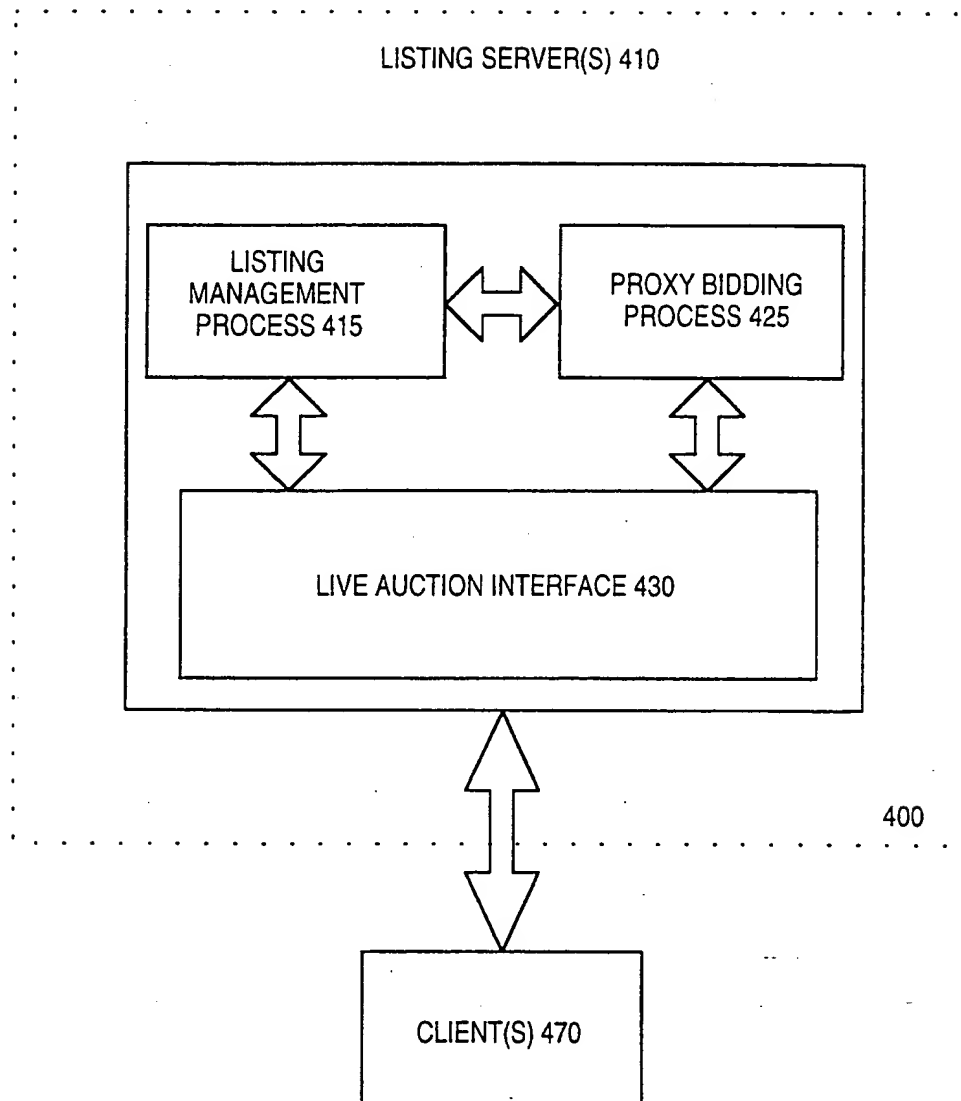 LISTING SERVER(S) 410
LISTING
MANAGEMENT
PROCESS 415
PROXY BIDDING
PROCESS 425
LIVE AUCTION INTERFACE 430
400
CLIENT(S) 470